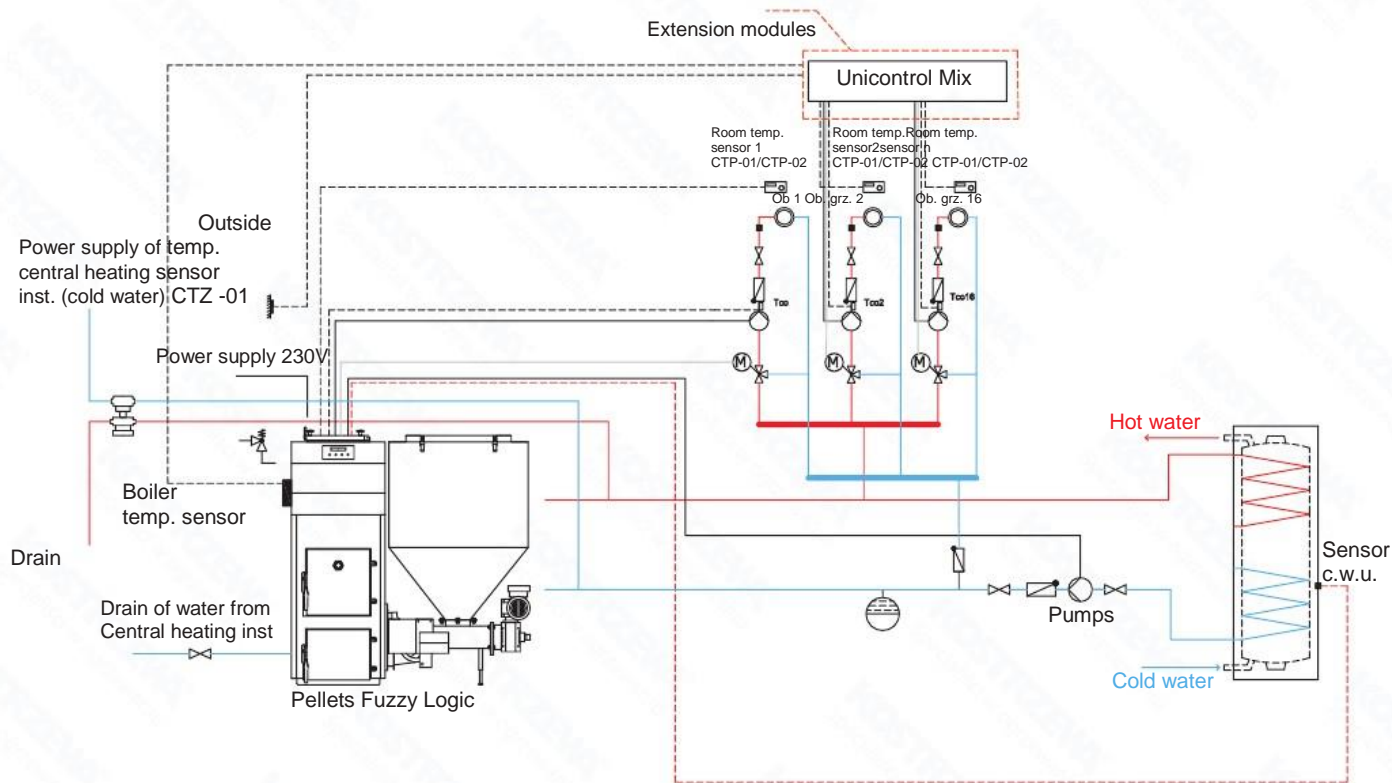 Extension modules
Unicontrol Mix
Room temp.
sensor 1
CTP-01/CTP-02
Room temp.Room temp.
sensor2sensor n
CTP-01/CTP-02 CTP-01/CTP-02
Ob 1 Ob. grz. 2
Ob. grz. 16
Outside
Power supply of temp.
central heating sensor
inst. (cold water) CTZ -01
Tco
Tco2
Tco16
Power supply 230V
M
M
M
Hot water
Boiler
temp. sensor
Drain
Sensor
c.w.u.
Drain of water from
Central heating inst
Pumps
Cold water
Pellets Fuzzy Logic
KOSTRZEWA